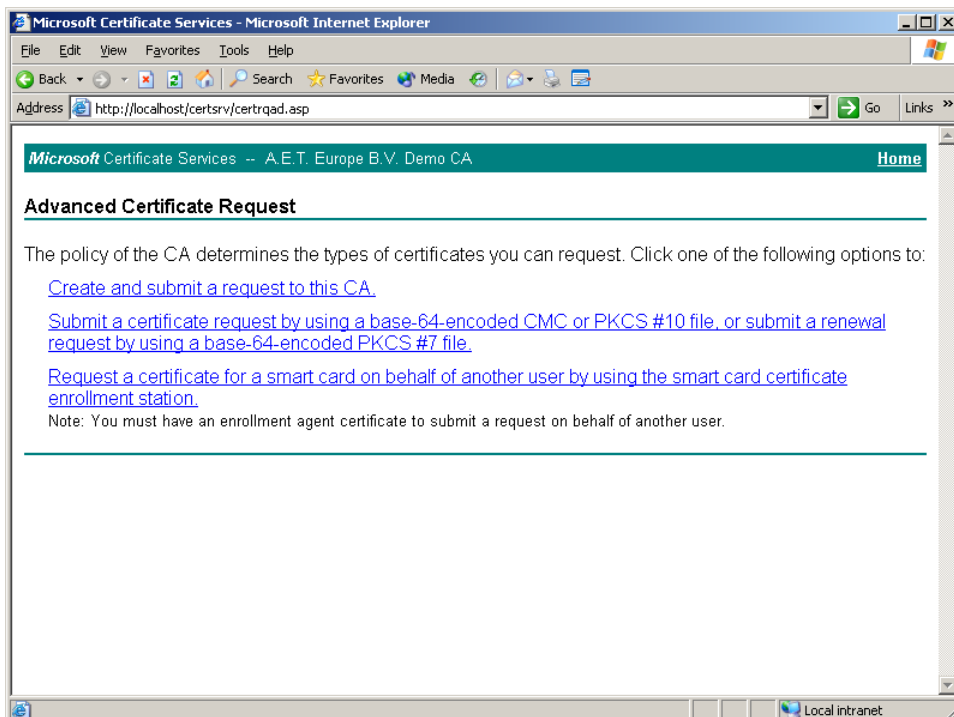 Microsoft Certificate Services - Microsoft Internet Explorer
File Edit View Favorites Tools Help
Back Search Favorites Media
Address http://localhost/certsrv/certrqad.asp Go Links »
Microsoft Certificate Services -- A.E.T. Europe B.V. Demo CA Home
Advanced Certificate Request
The policy of the CA determines the types of certificates you can request. Click one of the following options to:
Create and submit a request to this CA.
Submit a certificate request by using a base-64-encoded CMC or PKCS #10 file, or submit a renewal
request by using a base-64-encoded PKCS #7 file.
Request a certificate for a smart card on behalf of another user by using the smart card certificate
enrollment station.
Note: You must have an enrollment agent certificate to submit a request on behalf of another user.
Local intranet